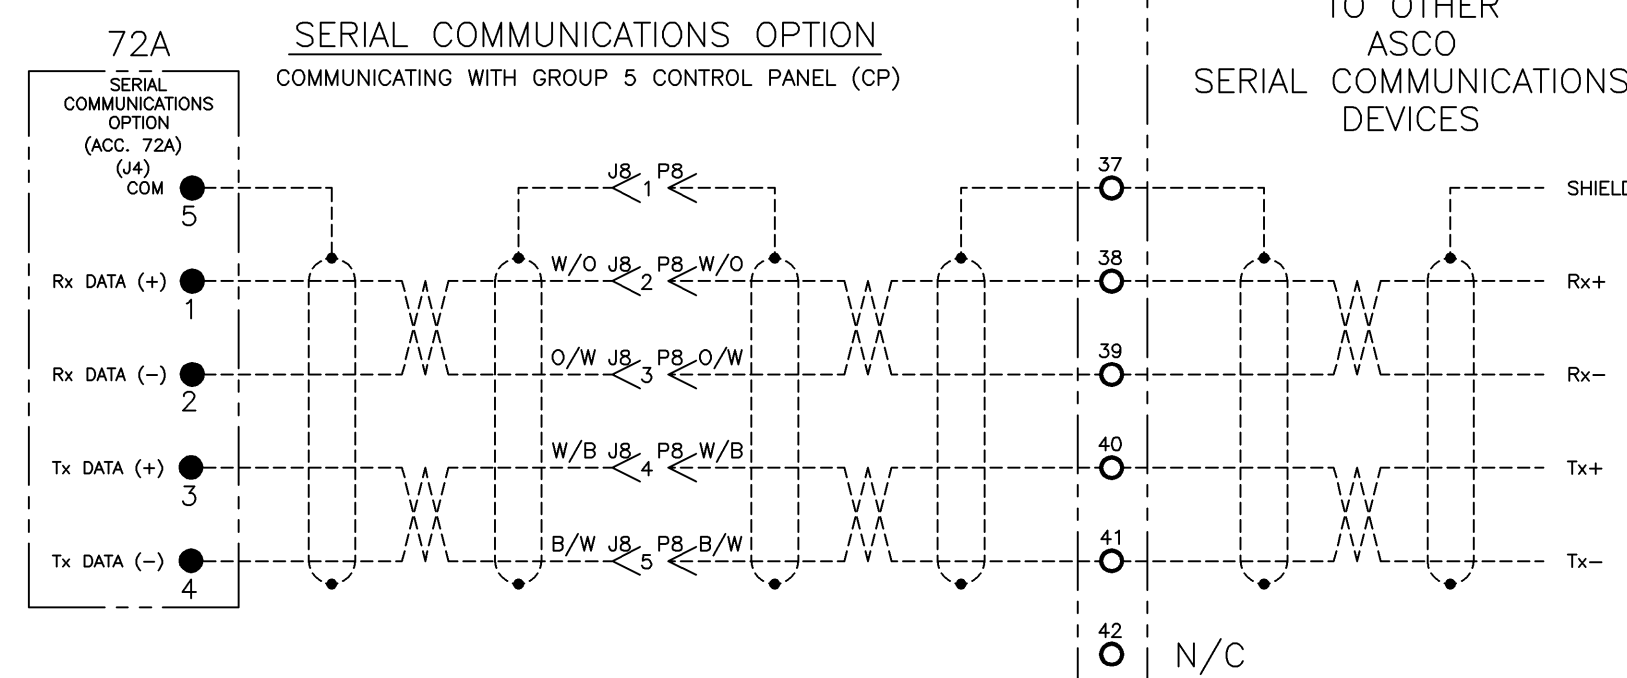 TO OTHER
ASCO
SERIAL COMMUNICATIONS
DEVICES
SERIAL COMMUNICATIONS OPTION
COMMUNICATING WITH GROUP 5 CONTROL PANEL (CP)
72A
SERIAL
COMMUNICATIONS
OPTION
(ACC. 72A)
(J4)
COM 5 J8 1 P8 37 SHIELD
Rx DATA (+) 1 W/O J8 2 P8 W/O 38 Rx+
Rx DATA (-) 2 O/W J8 3 P8 O/W 39 Rx-
Tx DATA (+) 3 W/B J8 4 P8 W/B 40 Tx+
Tx DATA (-) 4 B/W J8 5 P8 B/W 41 Tx-
42 N/C